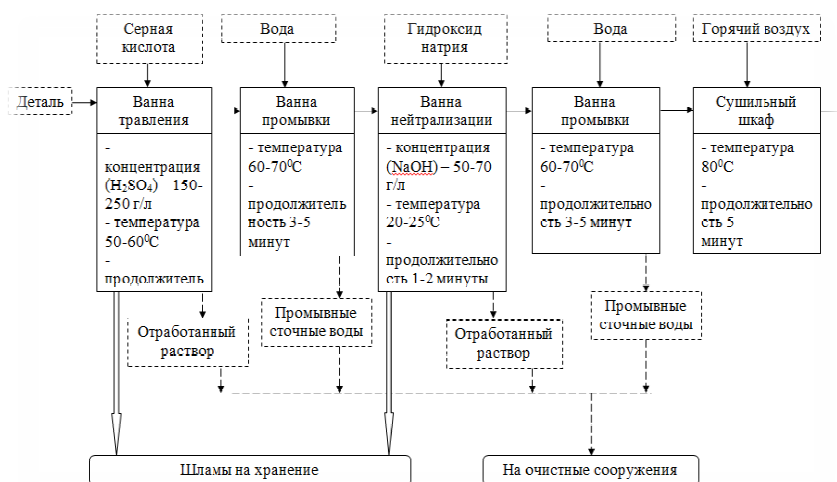 Серная
кислота
Вода
Гидроксид
натрия
Вода
Горячий воздух
Деталь
Ванна
травления
-
концентрация
(H₂SO₄) 150-
250 г/л
- температура
50-60⁰С
-
продолжитель
Ванна
промывки
- температура
60-70⁰С
-
продолжитель
ность 3-5
минут
Ванна
нейтрализации
- концентрация
(NaOH) – 50-70
г/л
- температура
20-25⁰С
-
продолжительно
сть 1-2 минуты
Ванна
промывки
- температура
60-70⁰С
-
продолжительно
сть 3-5 минут
Сушильный
шкаф
- температура
80⁰С
-
продолжительно
сть 5
минут
Отработанный
раствор
Промывные
сточные воды
Отработанный
раствор
Промывные
сточные воды
Шламы на хранение
На очистные сооружения